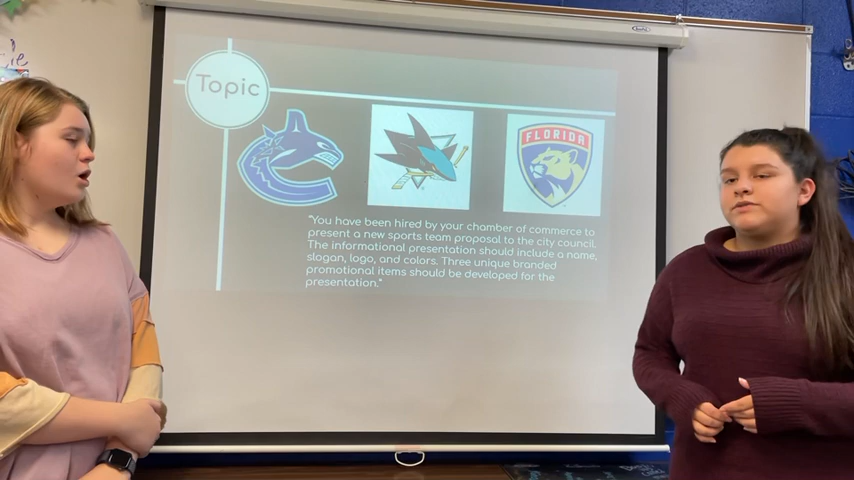 Topic
FLORIDA
"You have been hired by your chamber of commerce to
present a new sports team proposal to the city council.
The informational presentation should include a name,
slogan, logo, and colors. Three unique branded
promotional items should be developed for the
presentation."